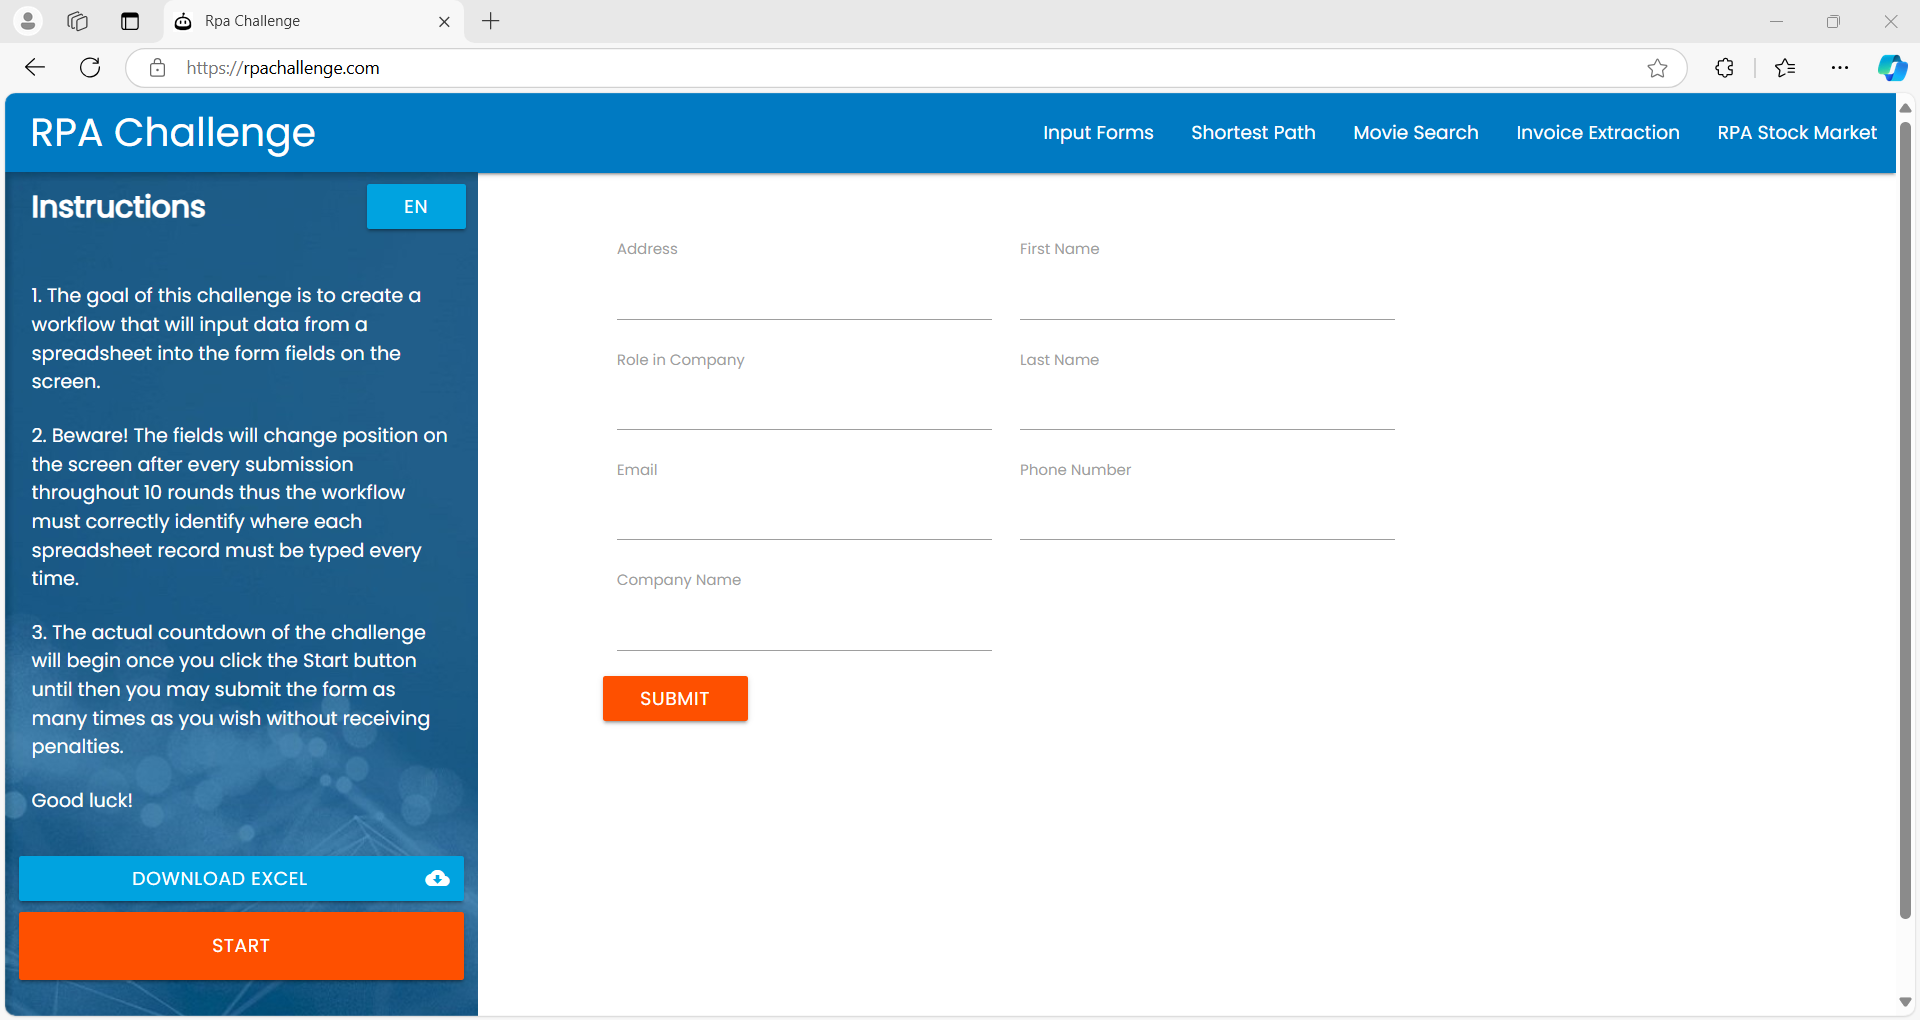 Rpa Challenge
https://rpachallenge.com
RPA Challenge
Input Forms Shortest Path Movie Search Invoice Extraction RPA Stock Market
Instructions
EN
1. The goal of this challenge is to create a
workflow that will input data from a
spreadsheet into the form fields on the
screen.
2. Beware! The fields will change position on
the screen after every submission
throughout 10 rounds thus the workflow
must correctly identify where each
spreadsheet record must be typed every
time.
3. The actual countdown of the challenge
will begin once you click the Start button
until then you may submit the form as
many times as you wish without receiving
penalties.
Good luck!
DOWNLOAD EXCEL
START
Address First Name
Role in Company Last Name
Email Phone Number
Company Name
SUBMIT